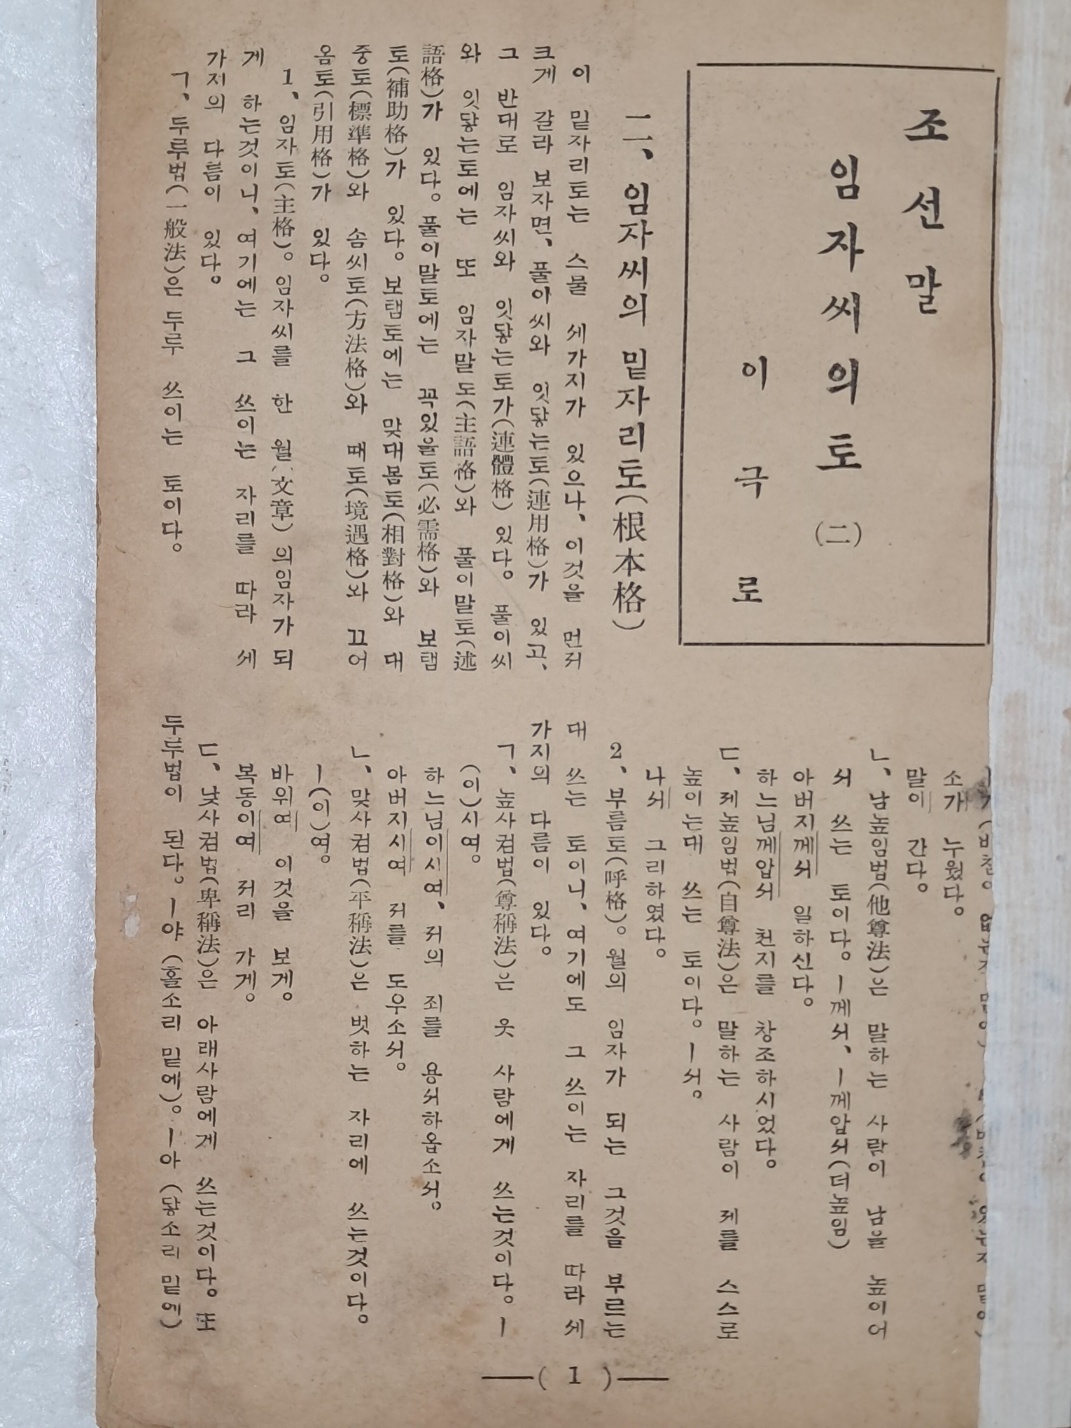 조선말
임자씨의토(二)
이극로
二、임자씨의 밑자리토(根本格)
이 밑자리토는 스물 세가지가 있으나、이것을 먼저
크게 갈라 보자면、풀이씨와 잇닿는토(連用格)가 있고、
그 반대로 임자씨와 잇닿는토가(連體格) 있다。풀이씨
와 잇닿는토에는 또 임자말도(主語格)와 풀이말토(述
語格)가 있다。풀이말토에는 꼭있을토(必需格)와 보탬
토(補助格)가 있다。보탬토에는 맞대봄토(相對格)와 대
중토(標準格)와 솜씨토(方法格)와 때토(境遇格)와 끄어
옴토(引用格)가 있다。
1、임자토(主格)。임자씨를 한 월(文章)의임자가 되
게 하는것이니、여기에는 그 쓰이는 자리를 따라 세
가지의 다름이 있다。
ㄱ、두루법(一般法)은 두루 쓰이는 토이다。
소가 누웠다。
말이 간다。
ㄴ、남높임법(他尊法)은 말하는 사람이 남을 높이어
서 쓰는 토이다。ㅣ께서、ㅣ께압서(더높임)
아버지께서 일하신다。
하느님께압서 천지를 창조하시었다。
ㄷ、제높임법(自尊法)은 말하는 사람이 제를 스스로
높이는대 쓰는 토이다。ㅣ서。
나서 그리하였다。
2、부름토(呼格)。월의 임자가 되는 그것을 부르는
대 쓰는 토이니、여기에도 그 쓰이는 자리를 따라 세
가지의 다름이 있다。
ㄱ、높사컴법(尊稱法)은 웃 사람에게 쓰는것이다。ㅣ
(이)시여。
하느님이시여、저의 죄를 용서하옵소서。
아버지시여 저를 도우소서。
ㄴ、맞사컴법(平稱法)은 벗하는 자리에 쓰는것이다。
ㅣ(이)여。
바위여 이것을 보게。
복동이여 저리 가게。
ㄷ、낮사컴법(卑稱法)은 아래사람에게 쓰는것이다。또
두루법이 된다。ㅣ야(홀소리 밑에)。ㅣ아(닿소리 밑에)
( 1 )